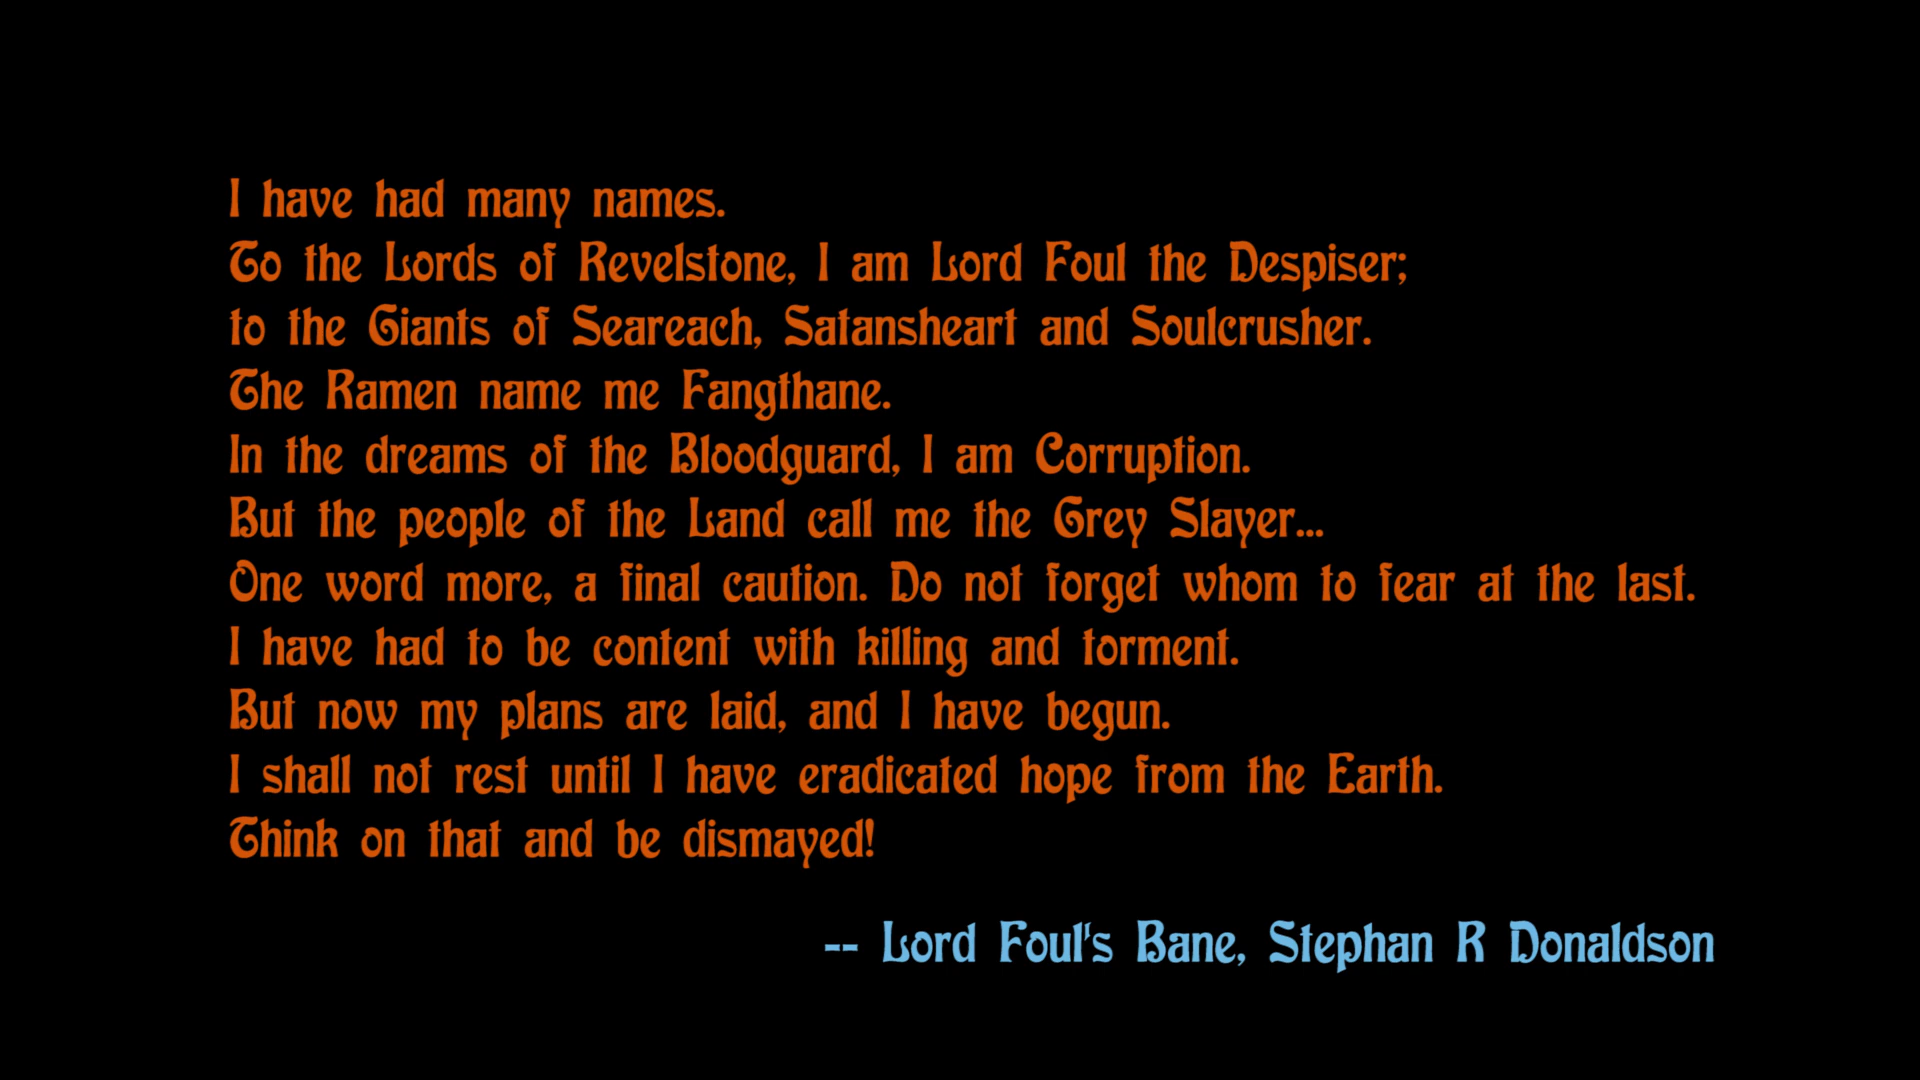 I have had many names.
To the Lords of Revelstone, I am Lord Foul the Despiser;
to the Giants of Seareach, Satansheart and Soulcrusher.
The Ramen name me Fangthane.
In the dreams of the Bloodguard, I am Corruption.
But the people of the Land call me the Grey Slayer...
One word more, a final caution. Do not forget whom to fear at the last.
I have had to be content with killing and torment.
But now my plans are laid, and I have begun.
I shall not rest until I have eradicated hope from the Earth.
Think on that and be dismayed!
-- Lord Foul's Bane, Stephan R Donaldson